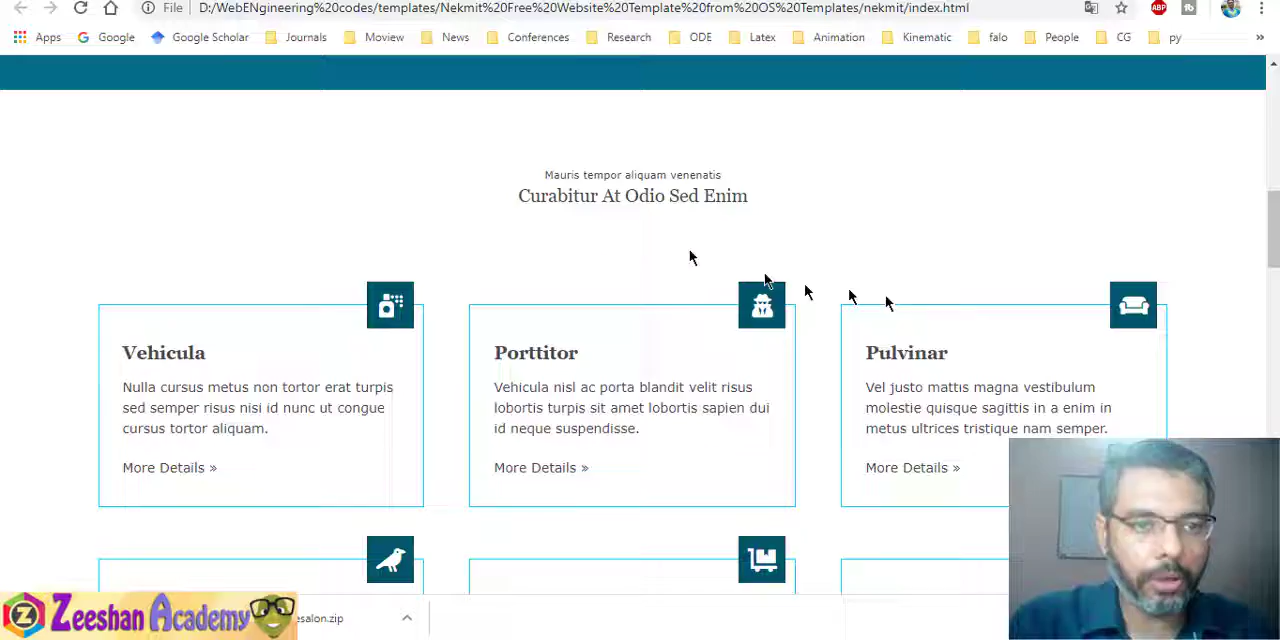 File
D:/WebENgineering%20codes/templates/Nekmit%20Free%20Website%20Template%20from%20OS%20Templates/nekmit/index.html
ABP
Apps
Google
Google Scholar
Journals
Moview
News
Conferences
Research
ODE
Latex
Animation
Kinematic
falo
People
CG
py
»
Mauris tempor aliquam venenatis
Curabitur At Odio Sed Enim
Vehicula
Nulla cursus metus non tortor erat turpis
sed semper risus nisi id nunc ut congue
cursus tortor aliquam.
More Details »
Porttitor
Vehicula nisl ac porta blandit velit risus
lobortis turpis sit amet lobortis sapien dui
id neque suspendisse.
More Details »
Pulvinar
Vel justo mattis magna vestibulum
molestie quisque sagittis in a enim in
metus ultrices tristique nam semper.
More Details »
Z Zeeshan Academy
esalon.zip